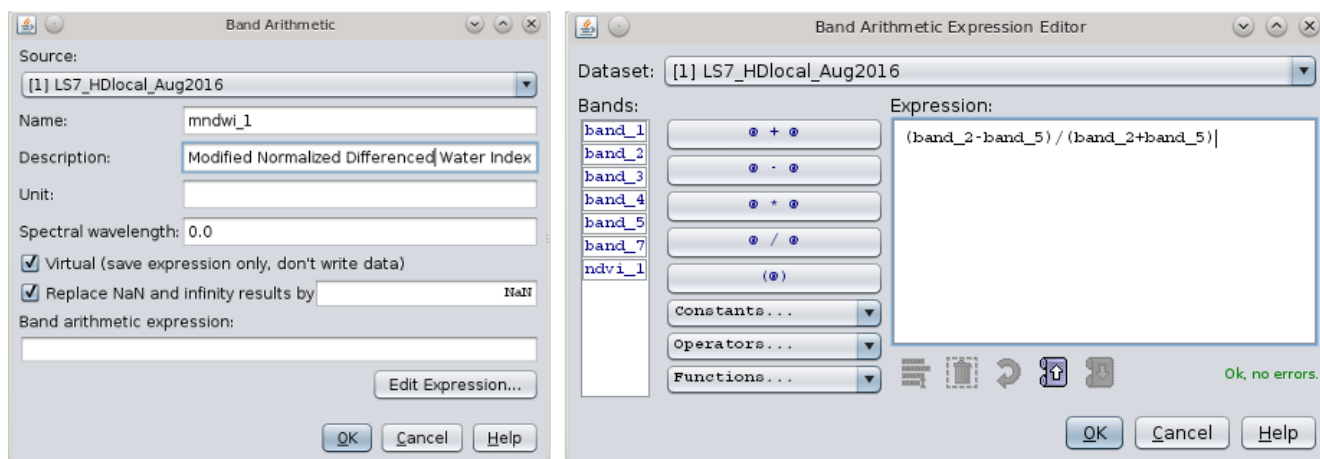 Band Arithmetic
Source:
[1] LS7_HDlocal_Aug2016
Name: mndwi_1
Description: Modified Normalized Differenced Water Index
Unit:
Spectral wavelength: 0.0
Virtual (save expression only, don't write data)
Replace NaN and infinity results by NaN
Band arithmetic expression:
Edit Expression...
OK Cancel Help
Band Arithmetic Expression Editor
Dataset: [1] LS7_HDlocal_Aug2016
Bands:
band_1
band_2
band_3
band_4
band_5
band_7
ndvi_1
@ + @
@ - @
@ * @
@ / @
(@)
Constants...
Operators...
Functions...
Expression:
(band_2-band_5)/(band_2+band_5)
Ok, no errors.
OK Cancel Help